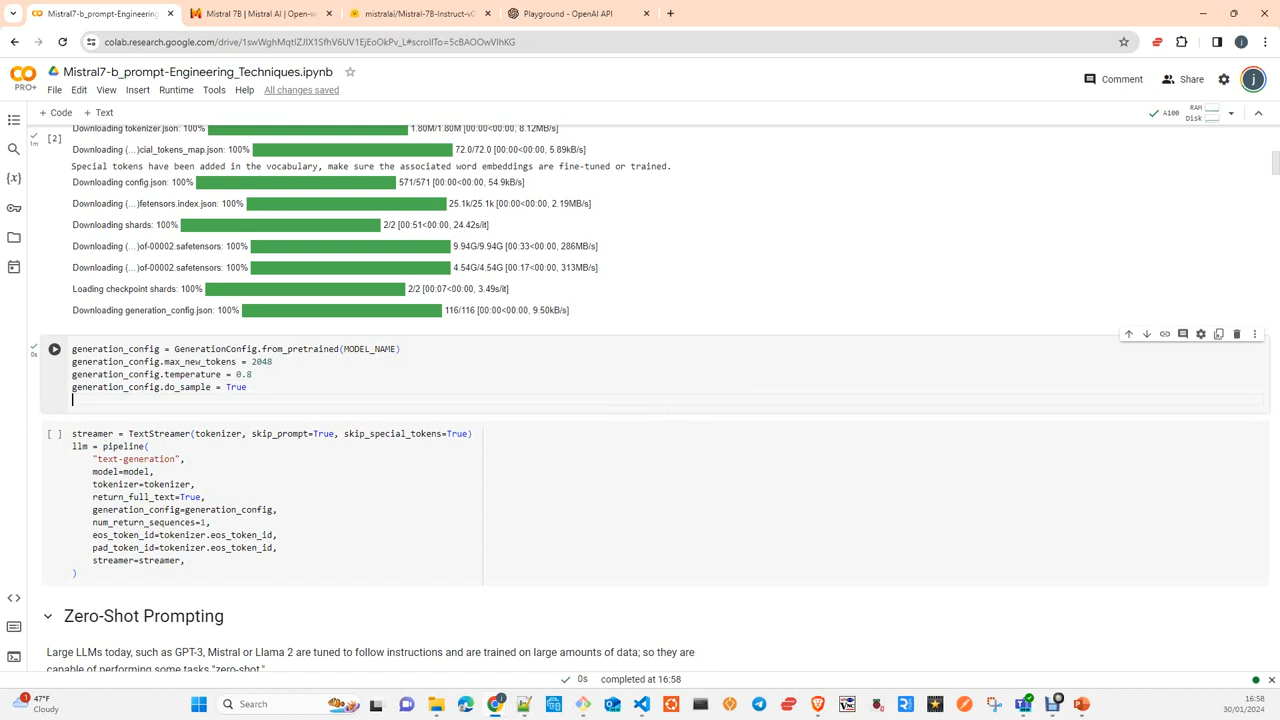 Mistral7-b_prompt-Engineering_
Mistral 7B | Mistral AI | Open-w
mistralai/Mistral-7B-Instruct-v0
Playground - OpenAI API
colab.research.google.com/drive/1swWghMqtIZJIX1SfhV6UV1EjEoOkPv_L#scrollTo=5cBAOOwVIhKG
Mistral7-b_prompt-Engineering_Techniques.ipynb
PRO+
File Edit View Insert Runtime Tools Help All changes saved
Comment Share j
+ Code + Text
A100 RAM Disk
Downloading tokenizer.json: 100% 1.80M/1.80M [00:00<00:00, 8.12MB/s]
[2]
1m
Downloading (…)cial_tokens_map.json: 100% 72.0/72.0 [00:00<00:00, 5.89kB/s]
Special tokens have been added in the vocabulary, make sure the associated word embeddings are fine-tuned or trained.
Downloading config.json: 100% 571/571 [00:00<00:00, 54.9kB/s]
Downloading (…)fetensors.index.json: 100% 25.1k/25.1k [00:00<00:00, 2.19MB/s]
Downloading shards: 100% 2/2 [00:51<00:00, 24.42s/it]
Downloading (…)of-00002.safetensors: 100% 9.94G/9.94G [00:33<00:00, 286MB/s]
Downloading (…)of-00002.safetensors: 100% 4.54G/4.54G [00:17<00:00, 313MB/s]
Loading checkpoint shards: 100% 2/2 [00:07<00:00, 3.49s/it]
Downloading generation_config.json: 100% 116/116 [00:00<00:00, 9.50kB/s]
0s
generation_config = GenerationConfig.from_pretrained(MODEL_NAME)
generation_config.max_new_tokens = 2048
generation_config.temperature = 0.8
generation_config.do_sample = True
[ ] streamer = TextStreamer(tokenizer, skip_prompt=True, skip_special_tokens=True)
llm = pipeline(
"text-generation",
model=model,
tokenizer=tokenizer,
return_full_text=True,
generation_config=generation_config,
num_return_sequences=1,
eos_token_id=tokenizer.eos_token_id,
pad_token_id=tokenizer.eos_token_id,
streamer=streamer,
)
Zero-Shot Prompting
Large LLMs today, such as GPT-3, Mistral or Llama 2 are tuned to follow instructions and are trained on large amounts of data; so they are
capable of performing some tasks "zero-shot."
0s completed at 16:58
47°F
Cloudy
Search
16:58
30/01/2024